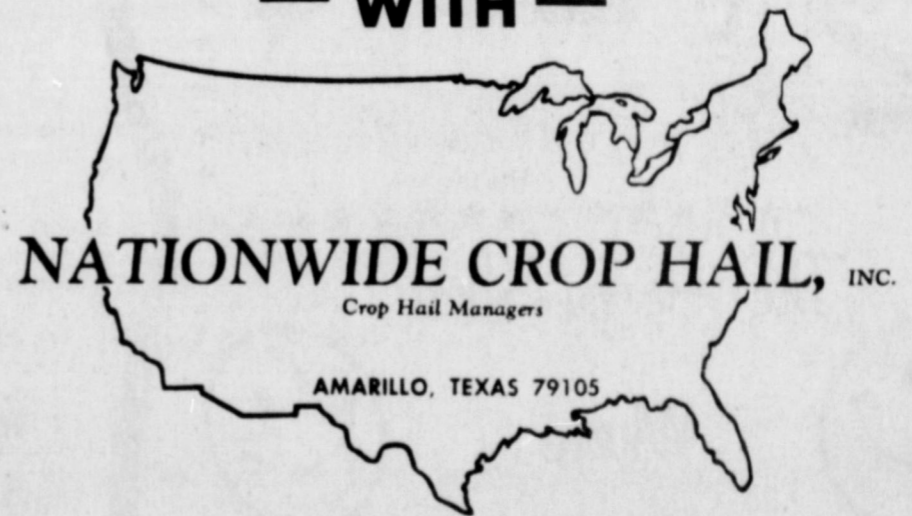 — WITH —
NATIONWIDE CROP HAIL, INC.
Crop Hail Managers
AMARILLO, TEXAS 79105